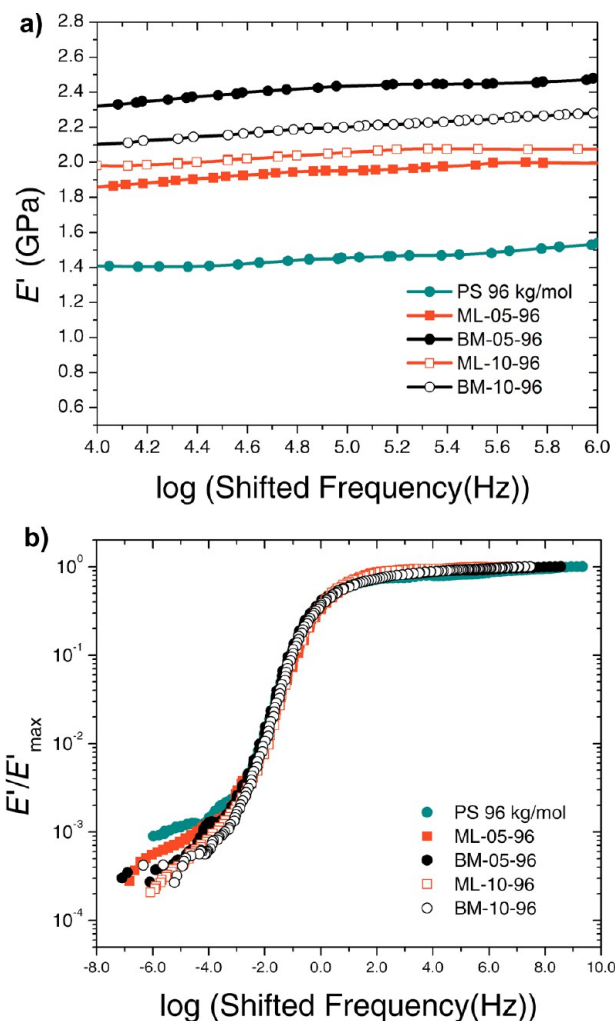 a)
2.8
2.6
2.4
2.2
2.0
1.8
1.6
1.4
1.2
1.0
0.8
0.6
E' (GPa)
PS 96 kg/mol
ML-05-96
BM-05-96
ML-10-96
BM-10-96
4.0 4.2 4.4 4.6 4.8 5.0 5.2 5.4 5.6 5.8 6.0
log (Shifted Frequency(Hz))
b)
10⁰
10⁻¹
10⁻²
10⁻³
10⁻⁴
E'/E'max
PS 96 kg/mol
ML-05-96
BM-05-96
ML-10-96
BM-10-96
-8.0 -6.0 -4.0 -2.0 0.0 2.0 4.0 6.0 8.0 10.0
log (Shifted Frequency(Hz))